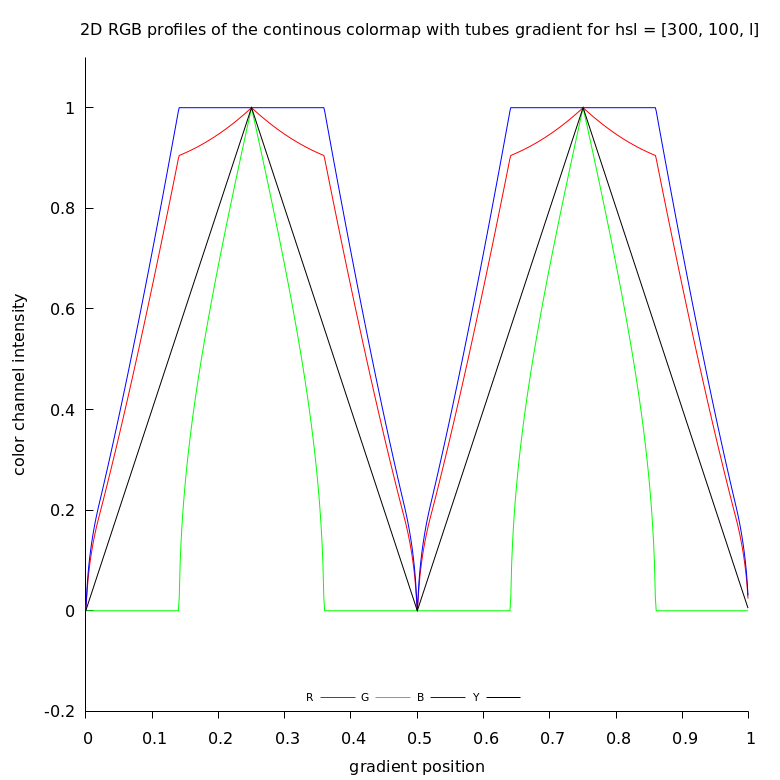 2D RGB profiles of the continous colormap with tubes gradient for hsl = [300, 100, l]
color channel intensity
1
0.8
0.6
0.4
0.2
0
-0.2
R G B Y
0 0.1 0.2 0.3 0.4 0.5 0.6 0.7 0.8 0.9 1
gradient position